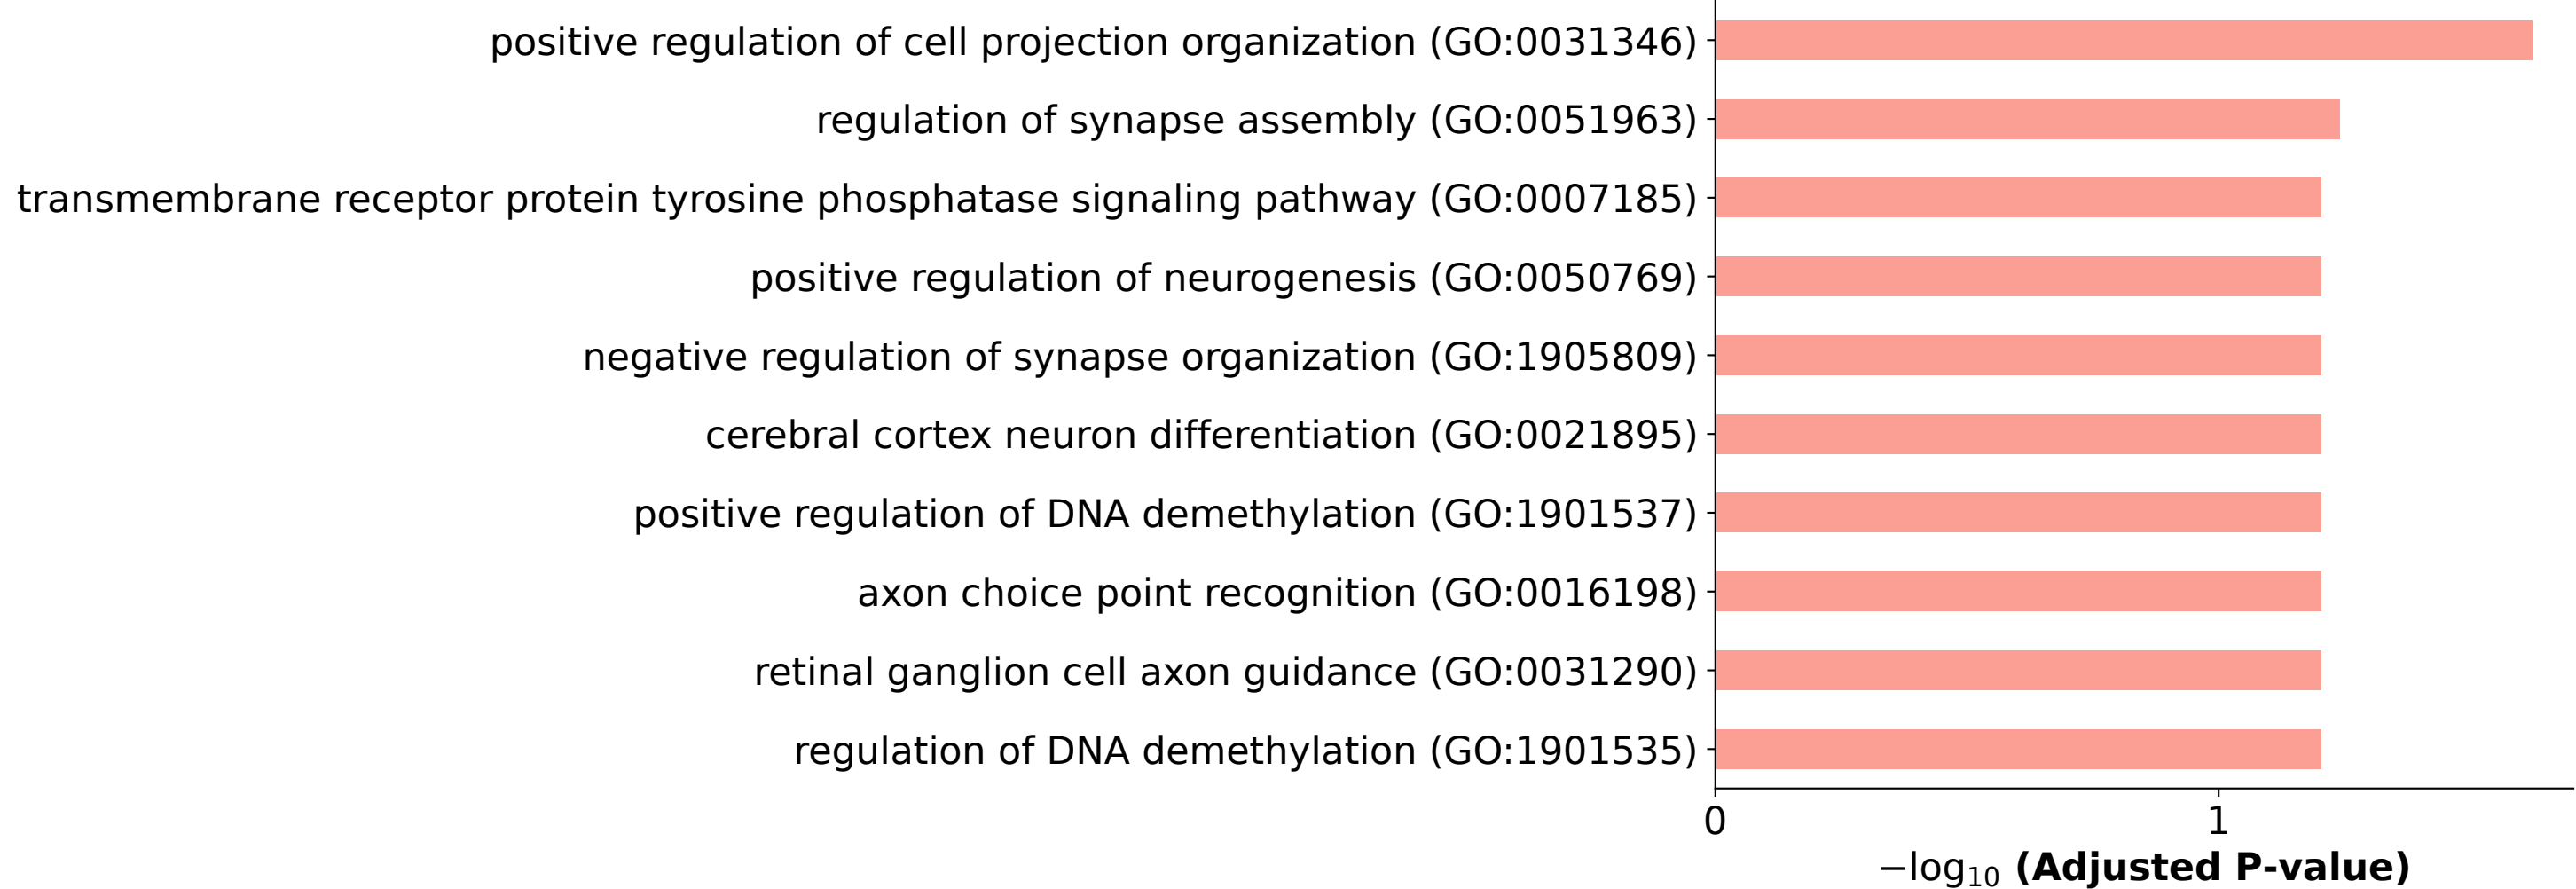 positive regulation of cell projection organization (GO:0031346)
regulation of synapse assembly (GO:0051963)
transmembrane receptor protein tyrosine phosphatase signaling pathway (GO:0007185)
positive regulation of neurogenesis (GO:0050769)
negative regulation of synapse organization (GO:1905809)
cerebral cortex neuron differentiation (GO:0021895)
positive regulation of DNA demethylation (GO:1901537)
axon choice point recognition (GO:0016198)
retinal ganglion cell axon guidance (GO:0031290)
regulation of DNA demethylation (GO:1901535)
0 1
−log₁₀ (Adjusted P-value)